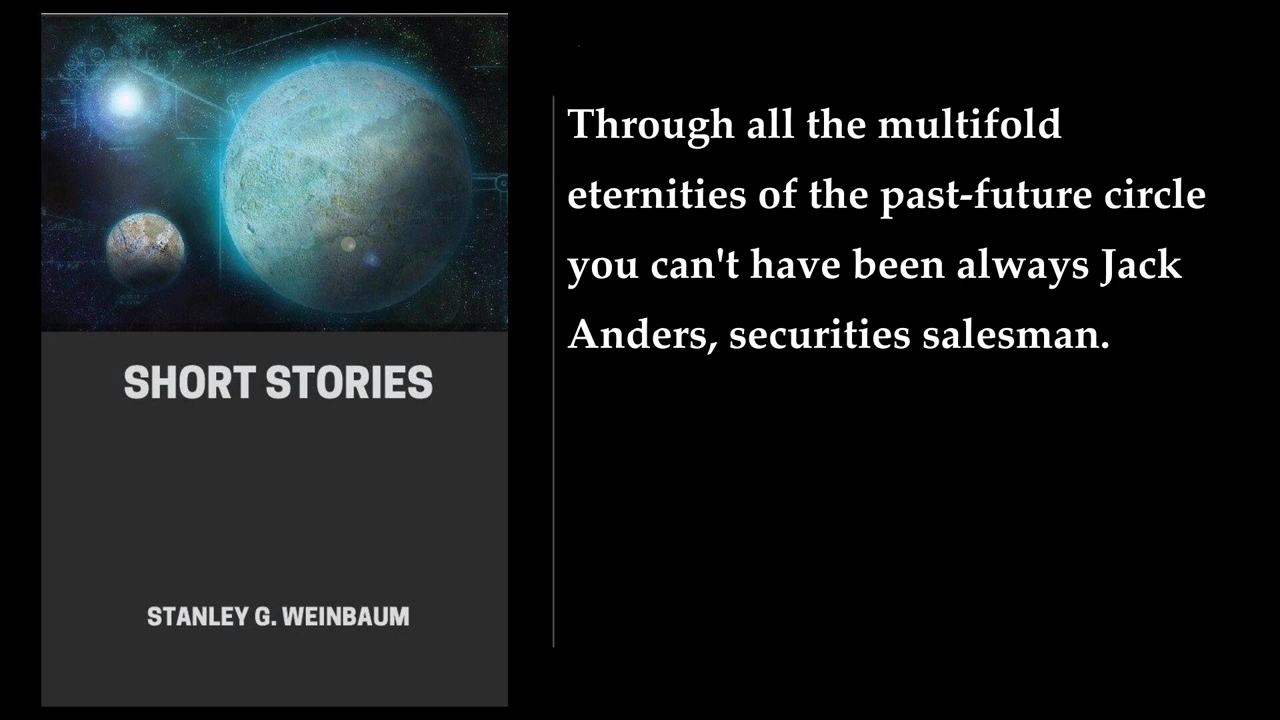 SHORT STORIES
STANLEY G. WEINBAUM
Through all the multifold
eternities of the past-future circle
you can't have been always Jack
Anders, securities salesman.